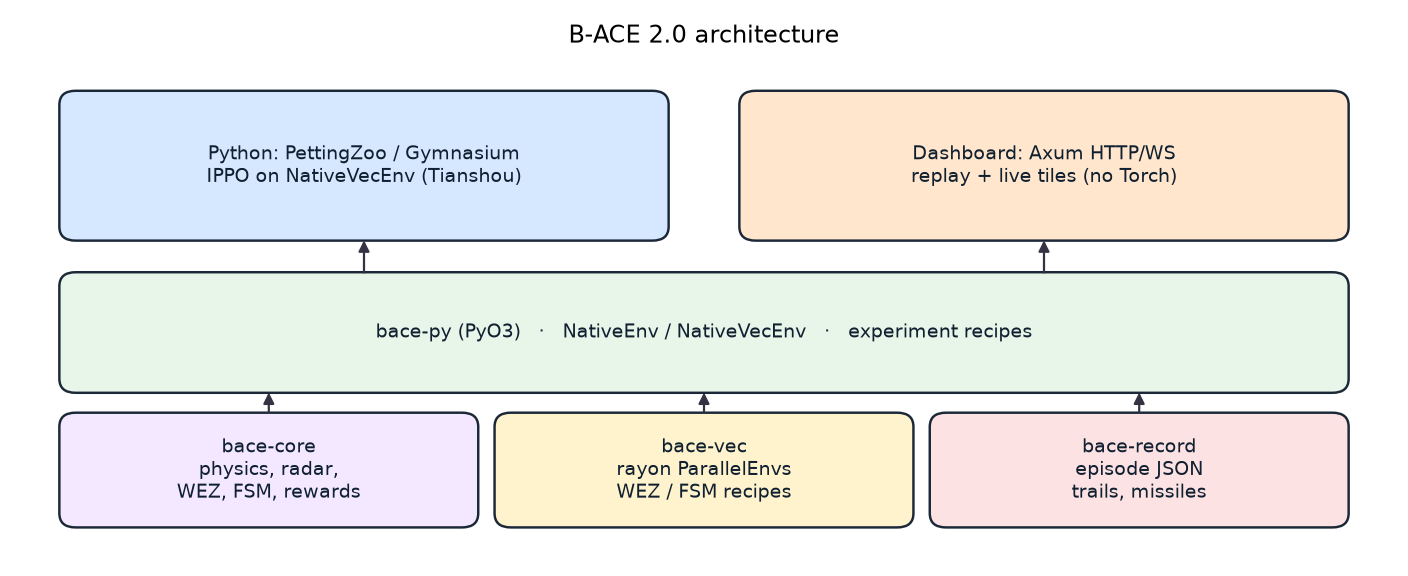 B-ACE 2.0 architecture
Python: PettingZoo / Gymnasium
IPPO on NativeVecEnv (Tianshou)
Dashboard: Axum HTTP/WS
replay + live tiles (no Torch)
bace-py (PyO3) · NativeEnv / NativeVecEnv · experiment recipes
bace-core
physics, radar,
WEZ, FSM, rewards
bace-vec
rayon ParallelEnvs
WEZ / FSM recipes
bace-record
episode JSON
trails, missiles